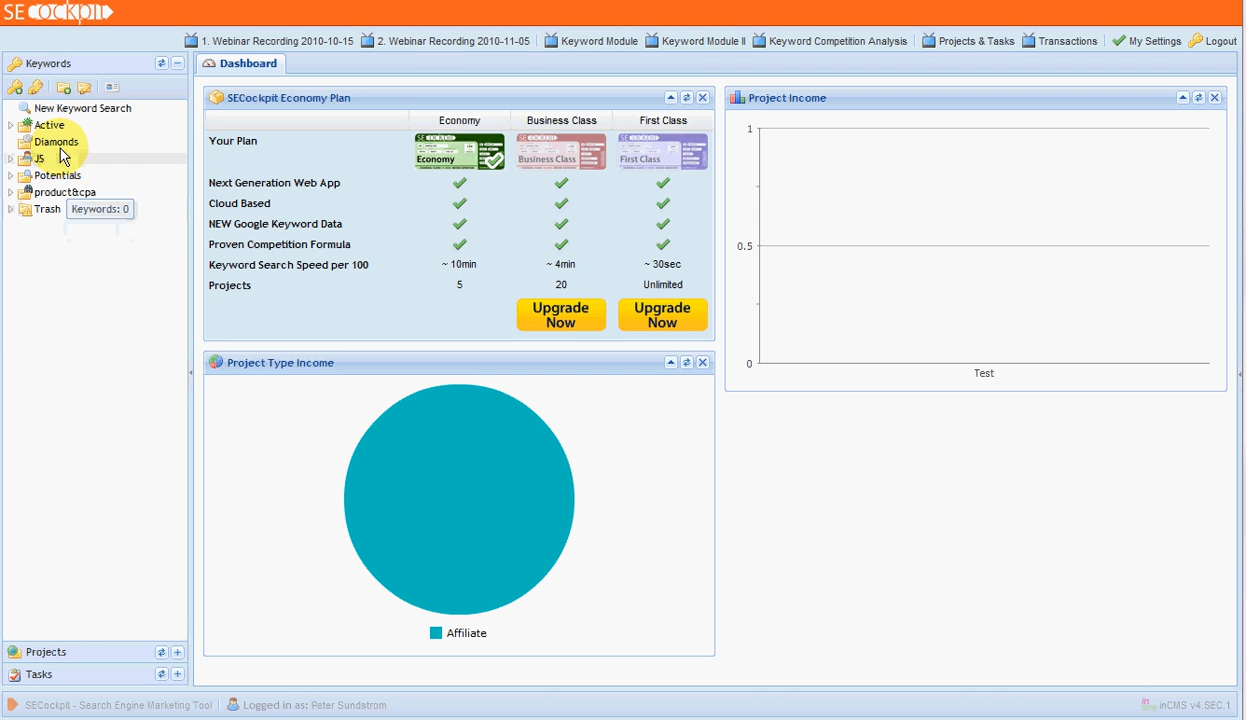 SECockpit
1. Webinar Recording 2010-10-15
2. Webinar Recording 2010-11-05
Keyword Module
Keyword Module II
Keyword Competition Analysis
Projects & Tasks
Transactions
My Settings
Logout
Keywords
New Keyword Search
Active
Diamonds
JS
Potentials
product&cpa
Trash
Keywords: 0
Projects
Tasks
Dashboard
SECockpit Economy Plan
Economy Business Class First Class
Your Plan
Economy
Business Class
First Class
Next Generation Web App
Cloud Based
NEW Google Keyword Data
Proven Competition Formula
Keyword Search Speed per 100 ~ 10min ~ 4min ~ 30sec
Projects 5 20 Unlimited
Upgrade
Now
Upgrade
Now
Project Type Income
Affiliate
Project Income
1
0.5
0
Test
SECockpit - Search Engine Marketing Tool
Logged in as: Peter Sundstrom
inCMS v4.SEC.1